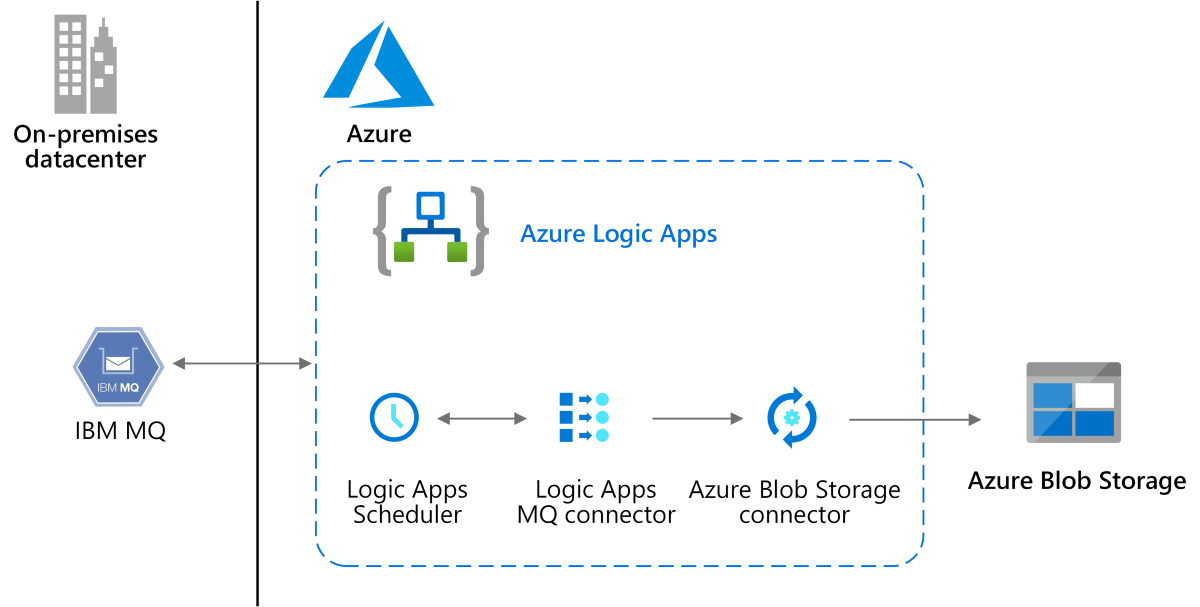 On-premises
datacenter
Azure
Azure Logic Apps
IBM MQ
IBM MQ
Logic Apps
Scheduler
Logic Apps
MQ connector
Azure Blob Storage
connector
Azure Blob Storage